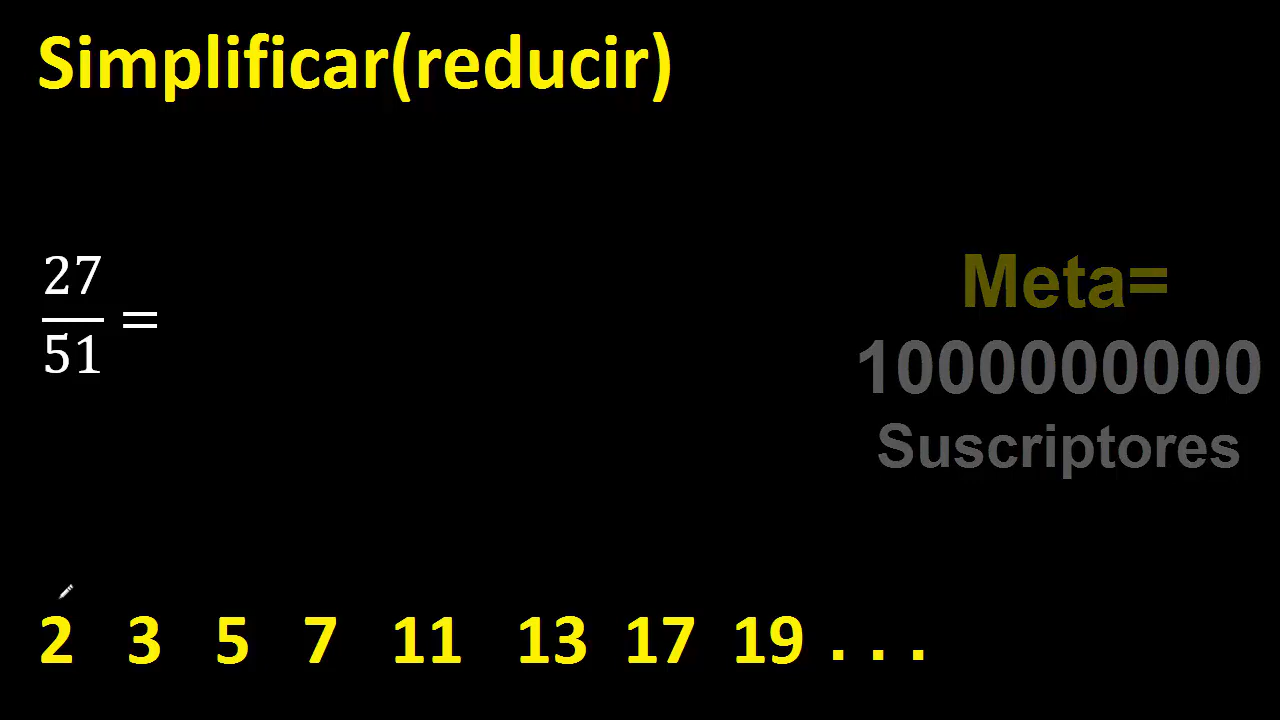 Simplificar(reducir)
27
51
=
Meta=
1000000000
Suscriptores
2 3 5 7 11 13 17 19 . . .